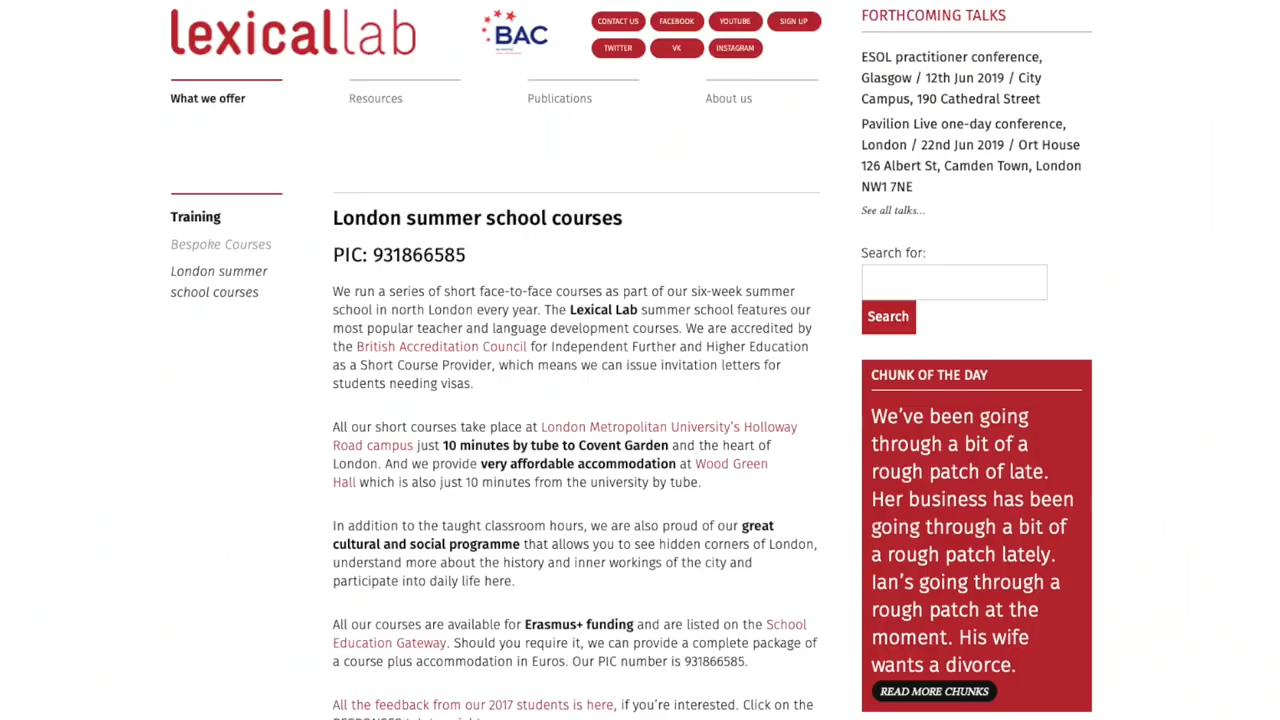 lexicallab
BAC
CONTACT US
FACEBOOK
YOUTUBE
SIGN UP
TWITTER
VK
INSTAGRAM
What we offer
Resources
Publications
About us
Training
Bespoke Courses
London summer
school courses
London summer school courses
PIC: 931866585
We run a series of short face-to-face courses as part of our six-week summer
school in north London every year. The Lexical Lab summer school features our
most popular teacher and language development courses. We are accredited by
the British Accreditation Council for Independent Further and Higher Education
as a Short Course Provider, which means we can issue invitation letters for
students needing visas.
All our short courses take place at London Metropolitan University's Holloway
Road campus just 10 minutes by tube to Covent Garden and the heart of
London. And we provide very affordable accommodation at Wood Green
Hall which is also just 10 minutes from the university by tube.
In addition to the taught classroom hours, we are also proud of our great
cultural and social programme that allows you to see hidden corners of London,
understand more about the history and inner workings of the city and
participate into daily life here.
All our courses are available for Erasmus+ funding and are listed on the School
Education Gateway. Should you require it, we can provide a complete package of
a course plus accommodation in Euros. Our PIC number is 931866585.
All the feedback from our 2017 students is here, if you're interested. Click on the
FORTHCOMING TALKS
ESOL practitioner conference,
Glasgow / 12th Jun 2019 / City
Campus, 190 Cathedral Street
Pavilion Live one-day conference,
London / 22nd Jun 2019 / Ort House
126 Albert St, Camden Town, London
NW1 7NE
See all talks...
Search for:
Search
CHUNK OF THE DAY
We've been going
through a bit of a
rough patch of late.
Her business has been
going through a bit of
a rough patch lately.
Ian's going through a
rough patch at the
moment. His wife
wants a divorce.
READ MORE CHUNKS